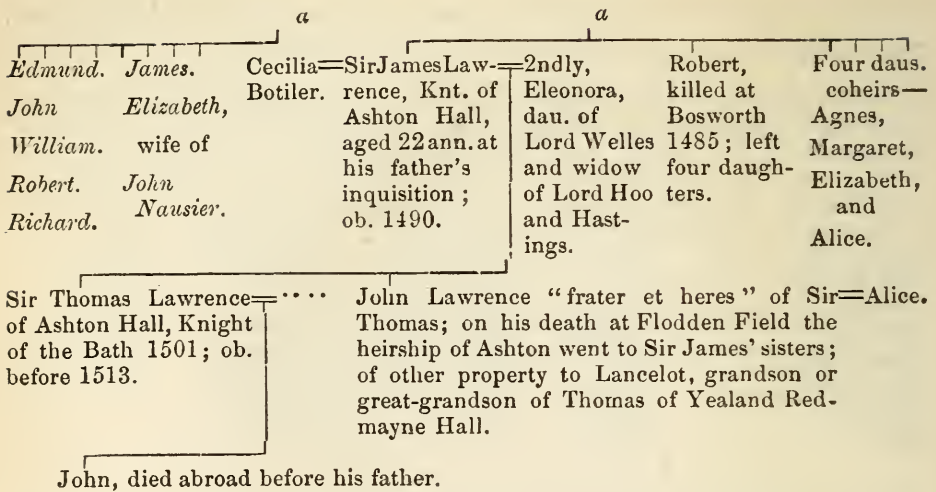 a
a
Edmund. James.
John Elizabeth,
William. wife of
Robert. John
Richard. Nausier.
Cecilia=
Botiler.
Sir James Law-=
rence, Knt. of
Ashton Hall,
aged 22 ann. at
his father's
inquisition ;
ob. 1490.
2ndly,
Eleonora,
dau. of
Lord Welles
and widow
of Lord Hoo
and Hast-
ings.
Robert,
killed at
Bosworth
1485 ; left
four daugh-
ters.
Four daus.
coheirs—
Agnes,
Margaret,
Elizabeth,
and
Alice.
Sir Thomas Lawrence=····
of Ashton Hall, Knight
of the Bath 1501 ; ob.
before 1513.
John Lawrence "frater et heres" of Sir=Alice.
Thomas; on his death at Flodden Field the
heirship of Ashton went to Sir James' sisters;
of other property to Lancelot, grandson or
great-grandson of Thomas of Yealand Red-
mayne Hall.
John, died abroad before his father.